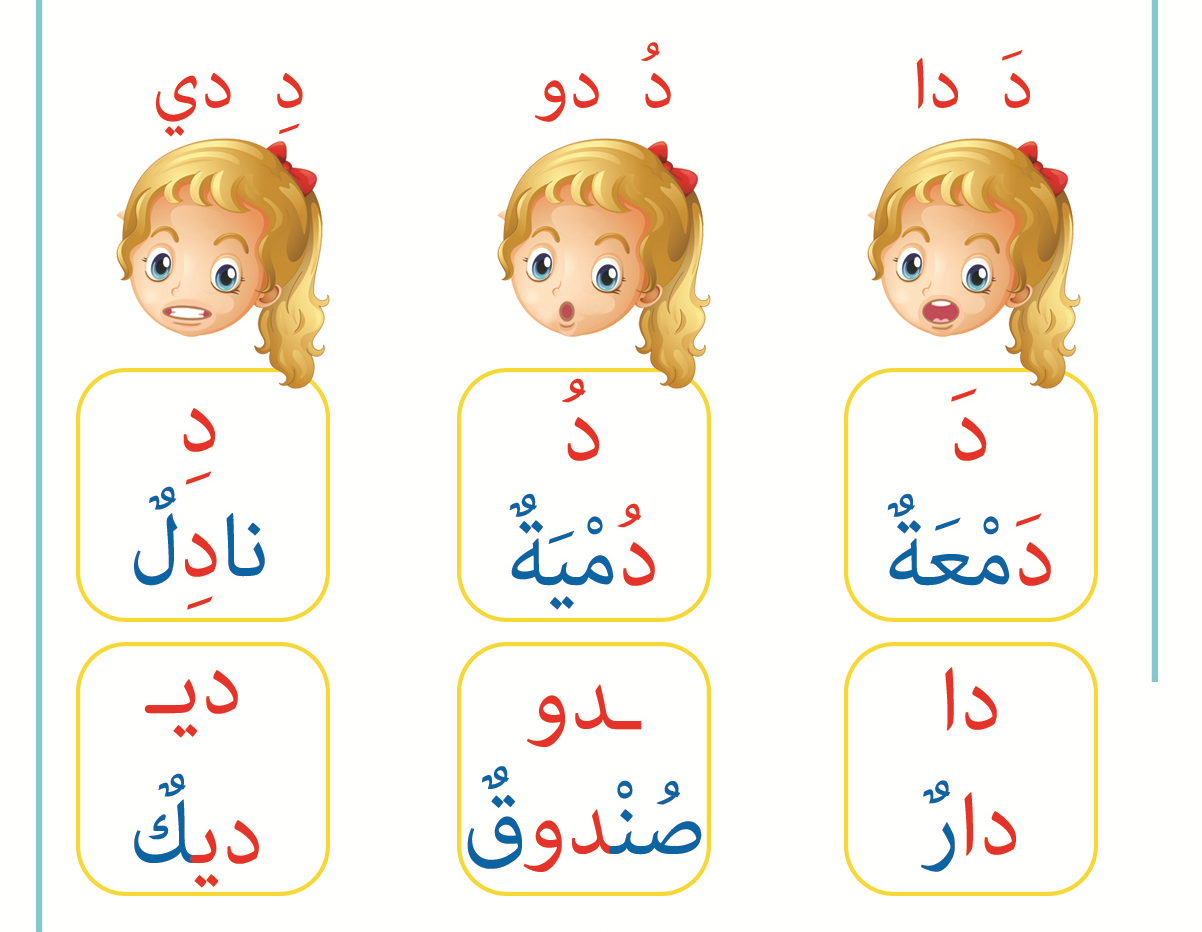 دَ دا دُ دو دِ دي
دَ دُ دِ
دَمْعَةٌ دُمْيَةٌ نادِلٌ
دا ـدو ديـ
دارٌ صُنْدوقٌ ديكٌ